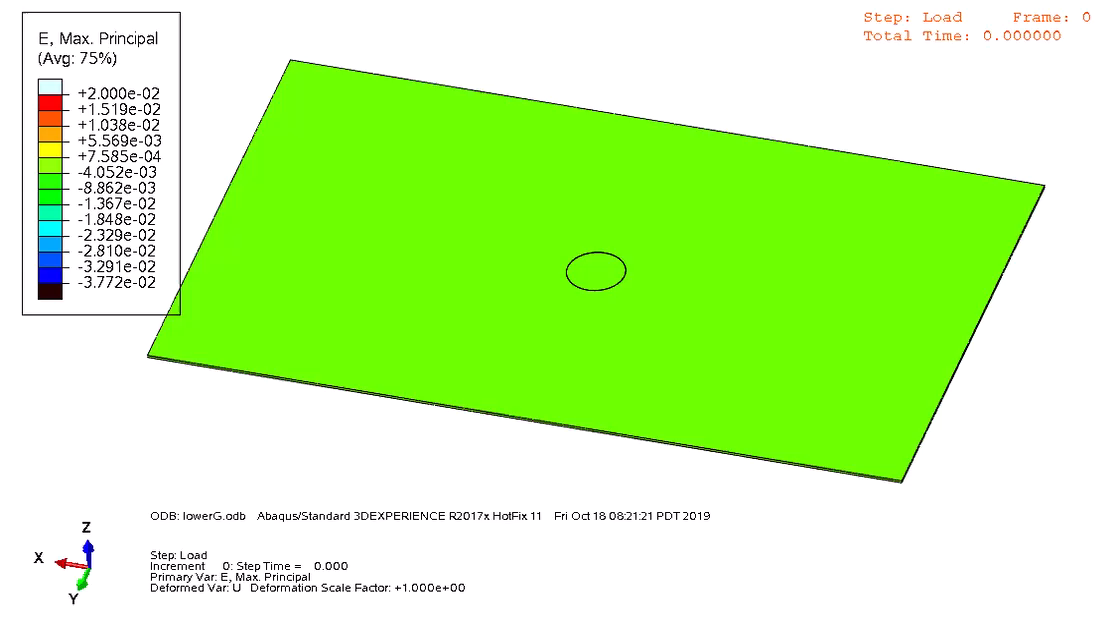 E, Max. Principal
(Avg: 75%)
+2.000e-02
+1.519e-02
+1.038e-02
+5.569e-03
+7.585e-04
-4.052e-03
-8.862e-03
-1.367e-02
-1.848e-02
-2.329e-02
-2.810e-02
-3.291e-02
-3.772e-02
Step: Load Frame: 0
Total Time: 0.000000
ODB: lowerG.odb Abaqus/Standard 3DEXPERIENCE R2017x HotFix 11 Fri Oct 18 08:21:21 PDT 2019
Z
X
Y
Step: Load
Increment 0: Step Time = 0.000
Primary Var: E, Max. Principal
Deformed Var: U Deformation Scale Factor: +1.000e+00